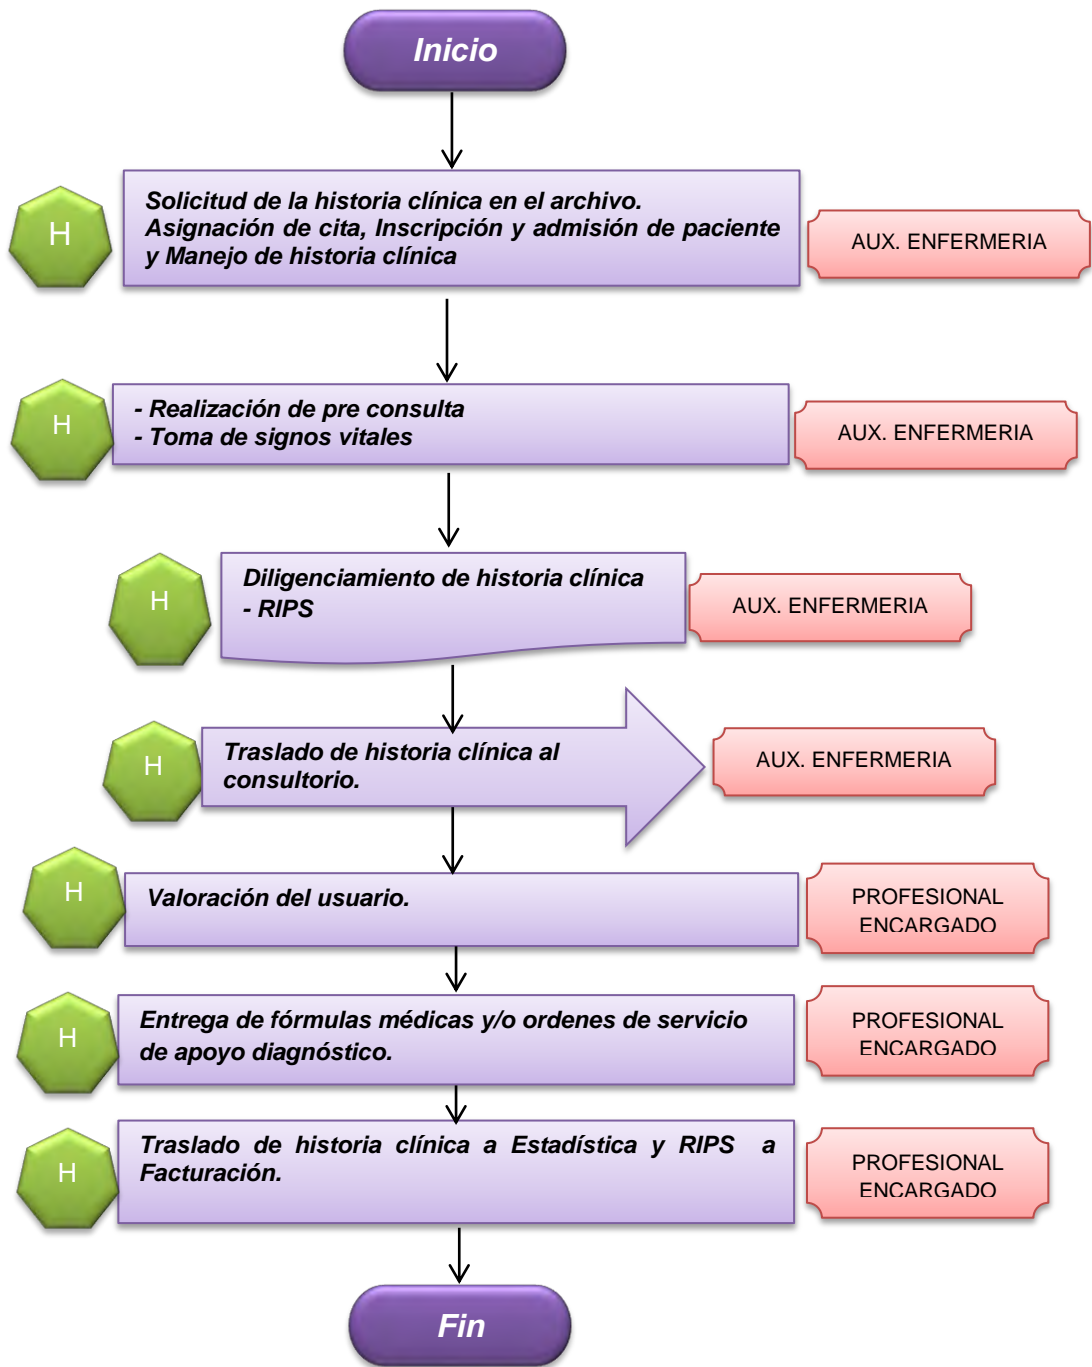 Inicio
H
Solicitud de la historia clínica en el archivo.
Asignación de cita, Inscripción y admisión de paciente
y Manejo de historia clínica
AUX. ENFERMERIA
H
- Realización de pre consulta
- Toma de signos vitales
AUX. ENFERMERIA
H
Diligenciamiento de historia clínica
- RIPS
AUX. ENFERMERIA
H
Traslado de historia clínica al
consultorio.
AUX. ENFERMERIA
H
Valoración del usuario.
PROFESIONAL
ENCARGADO
H
Entrega de fórmulas médicas y/o ordenes de servicio
de apoyo diagnóstico.
PROFESIONAL
ENCARGADO
H
Traslado de historia clínica a Estadística y RIPS a
Facturación.
PROFESIONAL
ENCARGADO
Fin